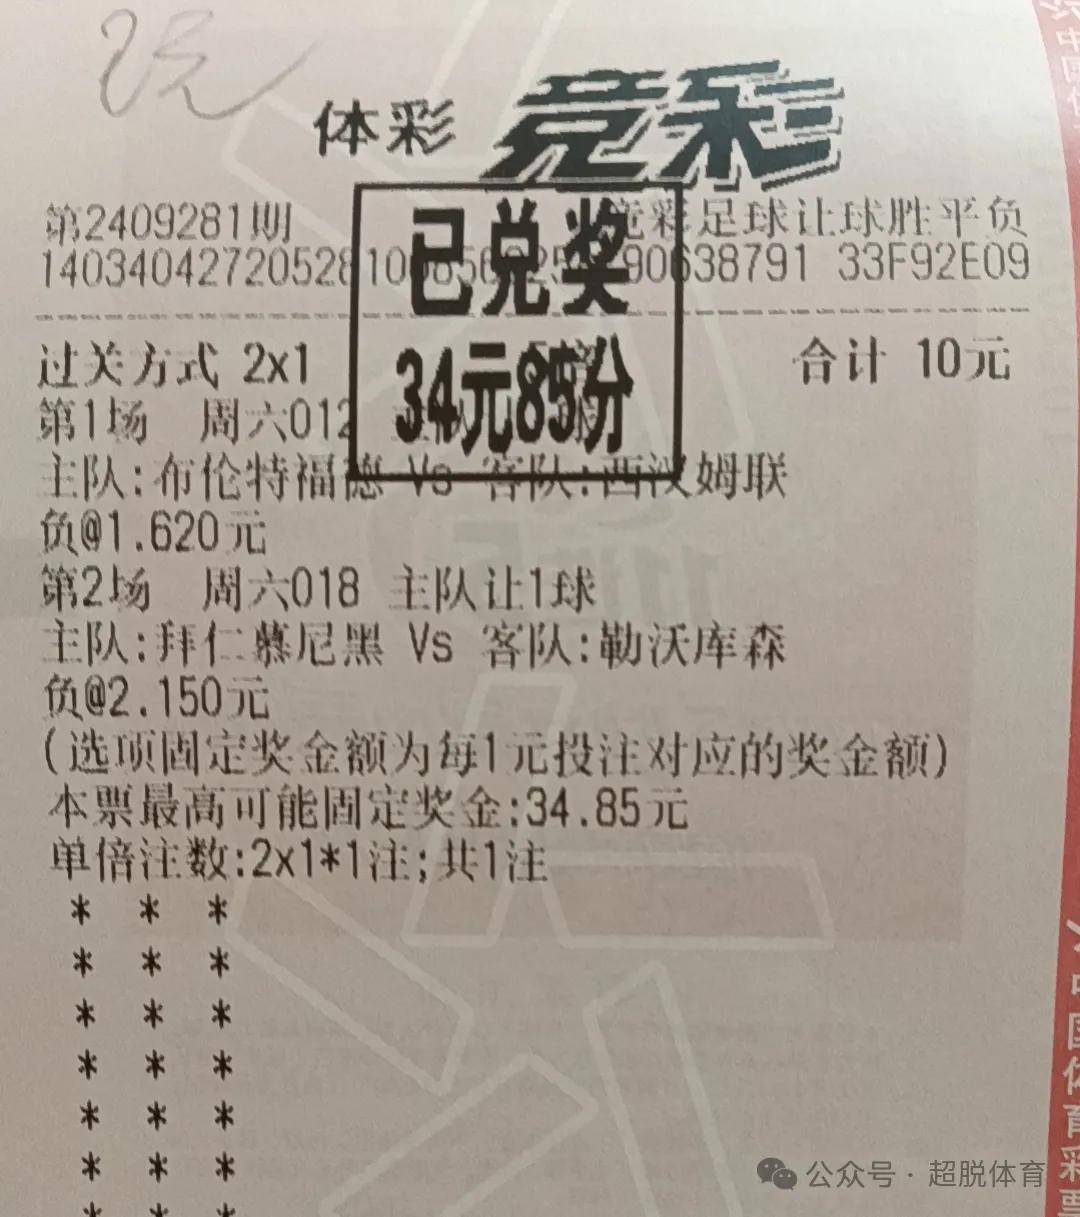 体彩 竞彩
第2409281期 竞彩足球让球胜平负
已兑奖
90638791 33F92E09
过关方式 2x1 合计 10元
34元85分
第1场 周六012
主队:布伦特福德 Vs 客队:西汉姆联
负@1.620元
第2场 周六018 主队让1球
主队:拜仁慕尼黑 Vs 客队:勒沃库森
负@2.150元
(选项固定奖金额为每1元投注对应的奖金额)
本票最高可能固定奖金:34.85元
单倍注数:2x1*1注;共1注
* * *
* * *
* * *
* * *
* * *
* * *
* * *
中国体育彩票
公众号·超脱体育